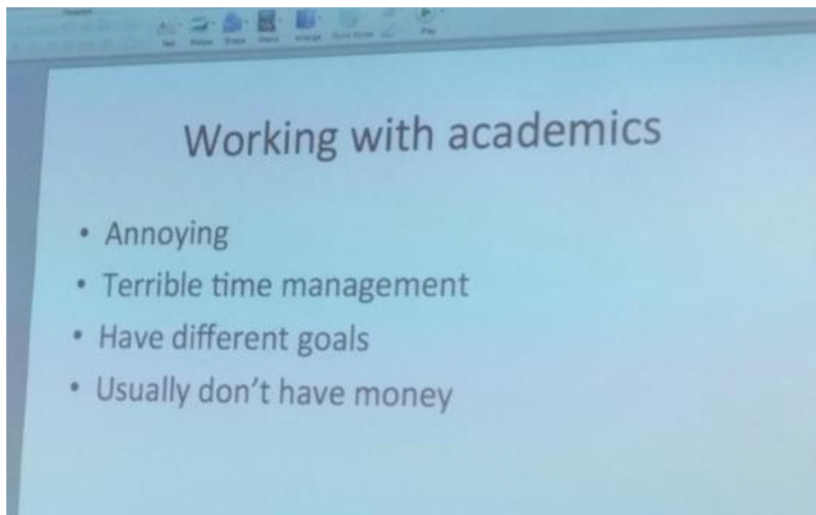 Working with academics
• Annoying
• Terrible time management
• Have different goals
• Usually don't have money